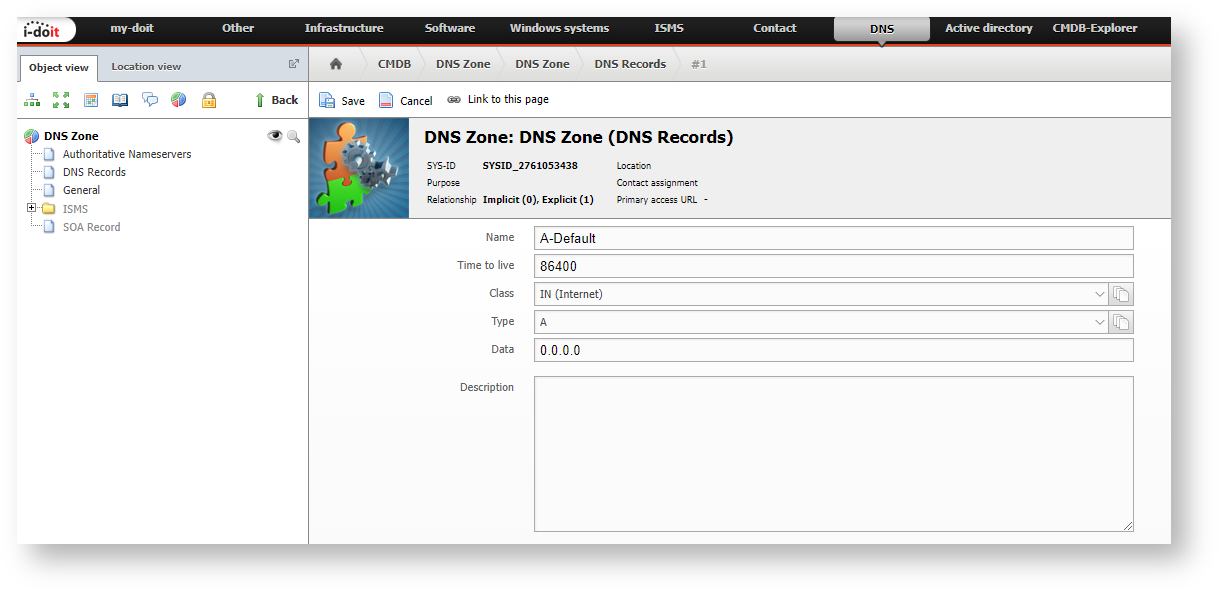 i-doit my-doit Other Infrastructure Software Windows systems ISMS Contact DNS Active directory CMDB-Explorer
Object view Location view
CMDB DNS Zone DNS Zone DNS Records #1
Back
Save Cancel Link to this page
DNS Zone
Authoritative Nameservers
DNS Records
General
ISMS
SOA Record
DNS Zone: DNS Zone (DNS Records)
SYS-ID SYSID_2761053438 Location
Purpose Contact assignment
Relationship Implicit (0), Explicit (1) Primary access URL -
Name A-Default
Time to live 86400
Class IN (Internet)
Type A
Data 0.0.0.0
Description